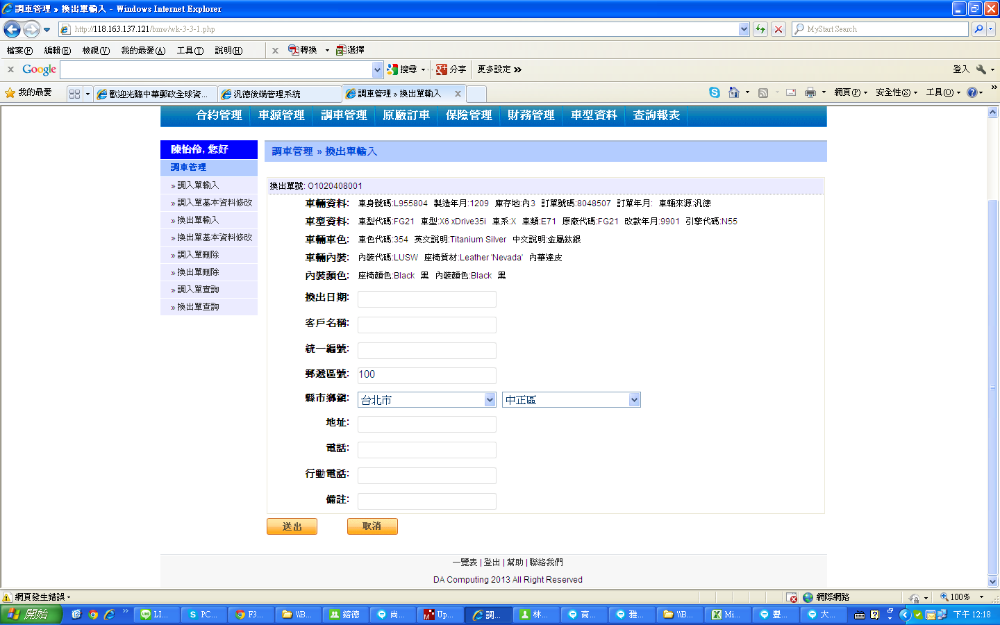 調車管理 » 換出單輸入 - Windows Internet Explorer
http://118.163.137.121/bmw/wk-3-3-1.php
MyStart Search
檔案(F) 編輯(E) 檢視(V) 我的最愛(A) 工具(T) 說明(H) x 轉換 選擇
x Google 搜尋 分享 更多設定 » 登入
我的最愛 歡迎光臨中華郵政全球資... 汎德後端管理系統 調車管理 » 換出單輸入 x 網頁(P) 安全性(S) 工具(O) »
合約管理 車源管理 調車管理 原廠訂車 保險管理 財務管理 車型資料 查詢報表
陳怡伶, 您好
調車管理
» 調入單輸入
» 調入單基本資料修改
» 換出單輸入
» 換出單基本資料修改
» 調入單刪除
» 換出單刪除
» 調入單查詢
» 換出單查詢
調車管理 » 換出單輸入
換出單號: O1020408001
車輛資料: 車身號碼:L955804 製造年月:1209 庫存地:內3 訂單號碼:8048507 訂單年月: 車輛來源:汎德
車型資料: 車型代碼:FG21 車型:X6 xDrive35i 車系:X 車類:E71 原廠代碼:FG21 改款年月:9901 引擎代碼:N55
車輛車色: 車色代碼:354 英文說明:Titanium Silver 中文說明:金屬鈦銀
車輛內裝: 內裝代碼:LUSW 座椅質材:Leather 'Nevada' 內華達皮
內裝顏色: 座椅顏色:Black 黑 內裝顏色:Black 黑
換出日期:
客戶名稱:
統一編號:
郵遞區號: 100
縣市鄉鎮: 台北市 中正區
地址:
電話:
行動電話:
備註:
送出 取消
一覽表 | 登出 | 幫助 | 聯絡我們
DA Computing 2013 All Right Reserved
網頁發生錯誤。 網際網路 100%
開始 » LI... PC... F3... \\B... 鎔德 尚... Up... 調... 林... 高... 雅... \\B... Mi... 豐... 大... 下午 12:18